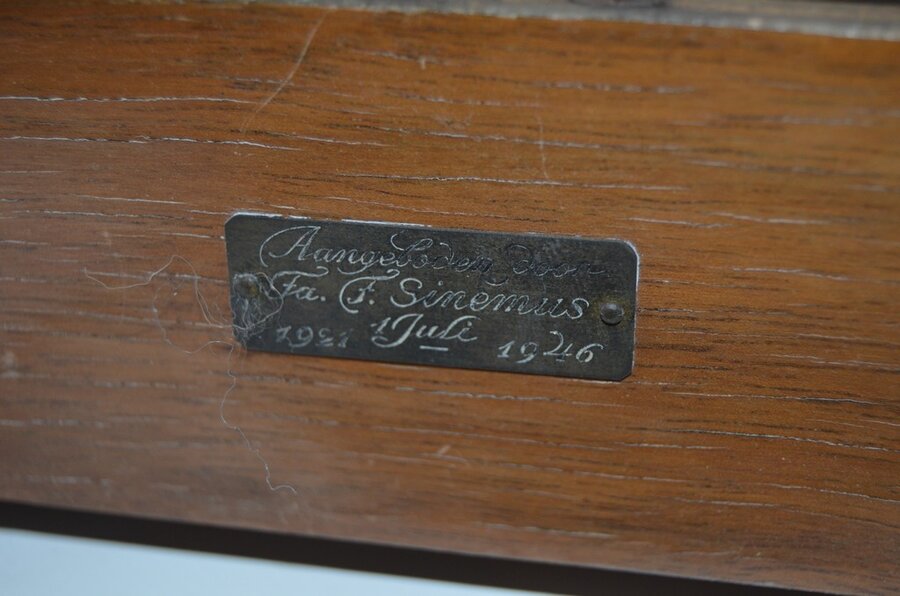 Aangeboden Door
Fa. F. Sinemus
1921 1 Juli 1946